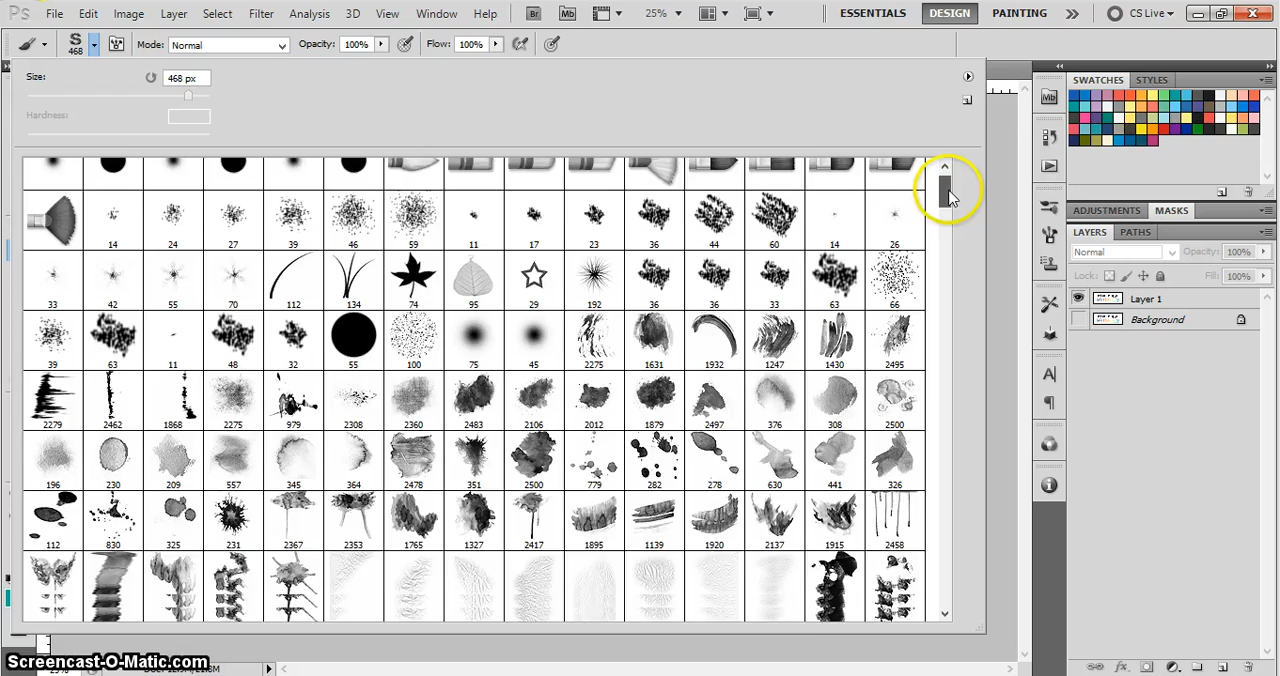 Ps File Edit Image Layer Select Filter Analysis 3D View Window Help Br Mb 25% ESSENTIALS DESIGN PAINTING CS Live
468 Mode: Normal Opacity: 100% Flow: 100%
Size: 468 px
Hardness:
14 24 27 39 46 59 11 17 23 36 44 60 14 26
33 42 55 70 112 134 74 95 29 192 36 36 36 63 66
39 63 11 48 32 55 100 75 45 2275 1631 1932 1247 1430 2495
2279 2462 1868 2275 979 2308 2360 2483 2106 2012 1879 2497 376 308 2500
196 230 209 557 345 364 2478 351 2500 779 282 278 630 441 326
112 830 325 231 2367 2353 1765 1327 2417 1895 1139 1920 2137 1915 2458
SWATCHES STYLES
Mb
ADJUSTMENTS MASKS
LAYERS PATHS
Normal Opacity: 100%
Lock: Fill: 100%
Layer 1
Background
A
fx
Screencast-O-Matic.com